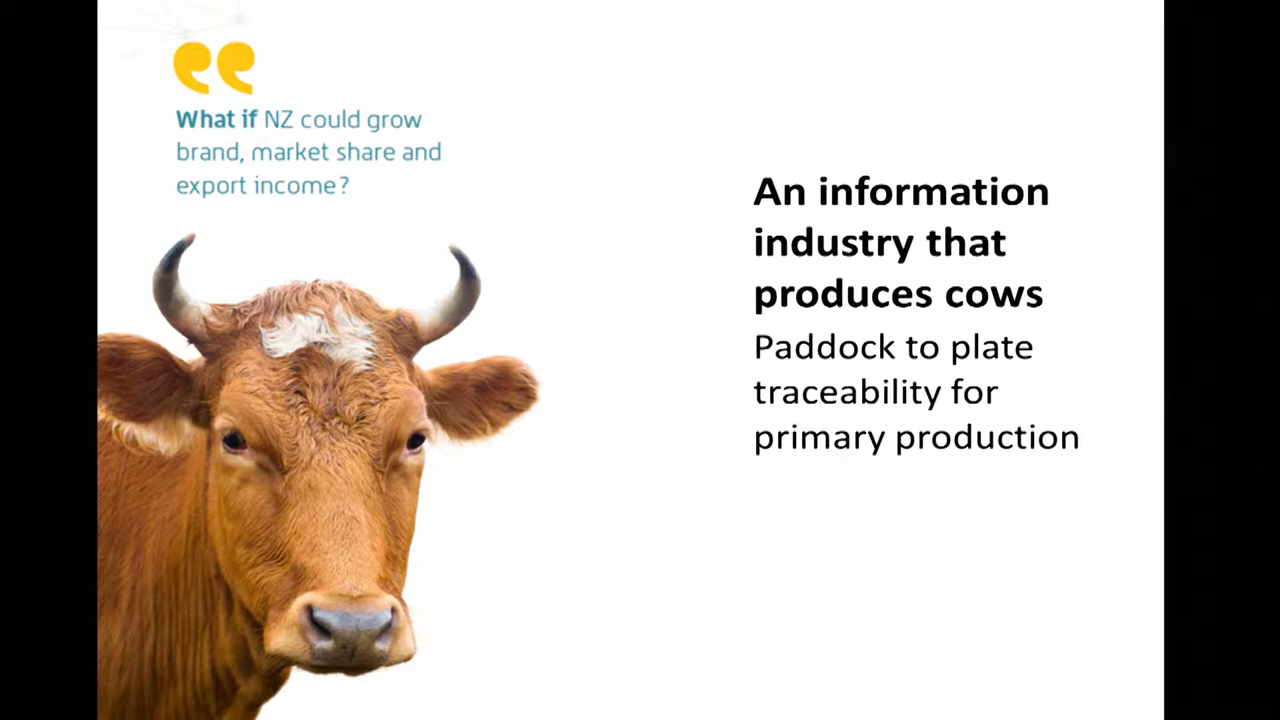 What if NZ could grow
brand, market share and
export income?
An information
industry that
produces cows
Paddock to plate
traceability for
primary production